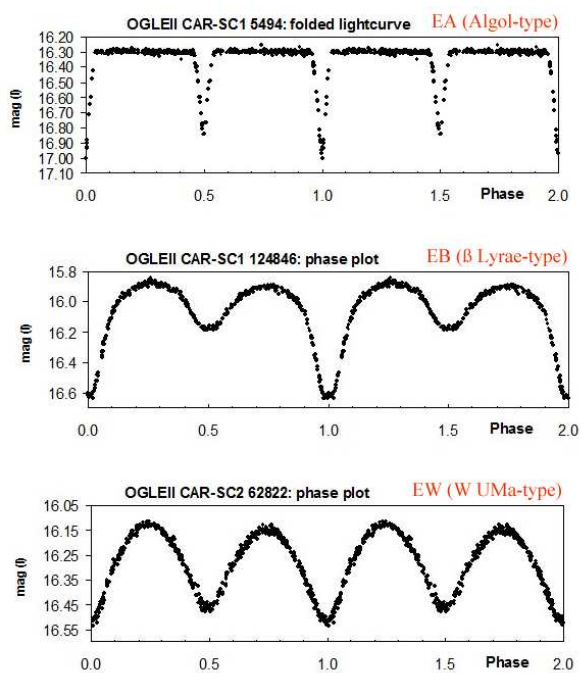 OGLEII CAR-SC1 5494: folded lightcurve EA (Algol-type)
16.20
16.30
16.40
16.50
16.60
16.70
16.80
16.90
17.00
17.10
mag (I)
0.0 0.5 1.0 1.5 Phase 2.0
OGLEII CAR-SC1 124846: phase plot EB (ß Lyrae-type)
15.8
16.0
16.2
16.4
16.6
mag (I)
0.0 0.5 1.0 1.5 Phase 2.0
OGLEII CAR-SC2 62822: phase plot EW (W UMa-type)
16.05
16.15
16.25
16.35
16.45
16.55
mag (I)
0.0 0.5 1.0 1.5 Phase 2.0